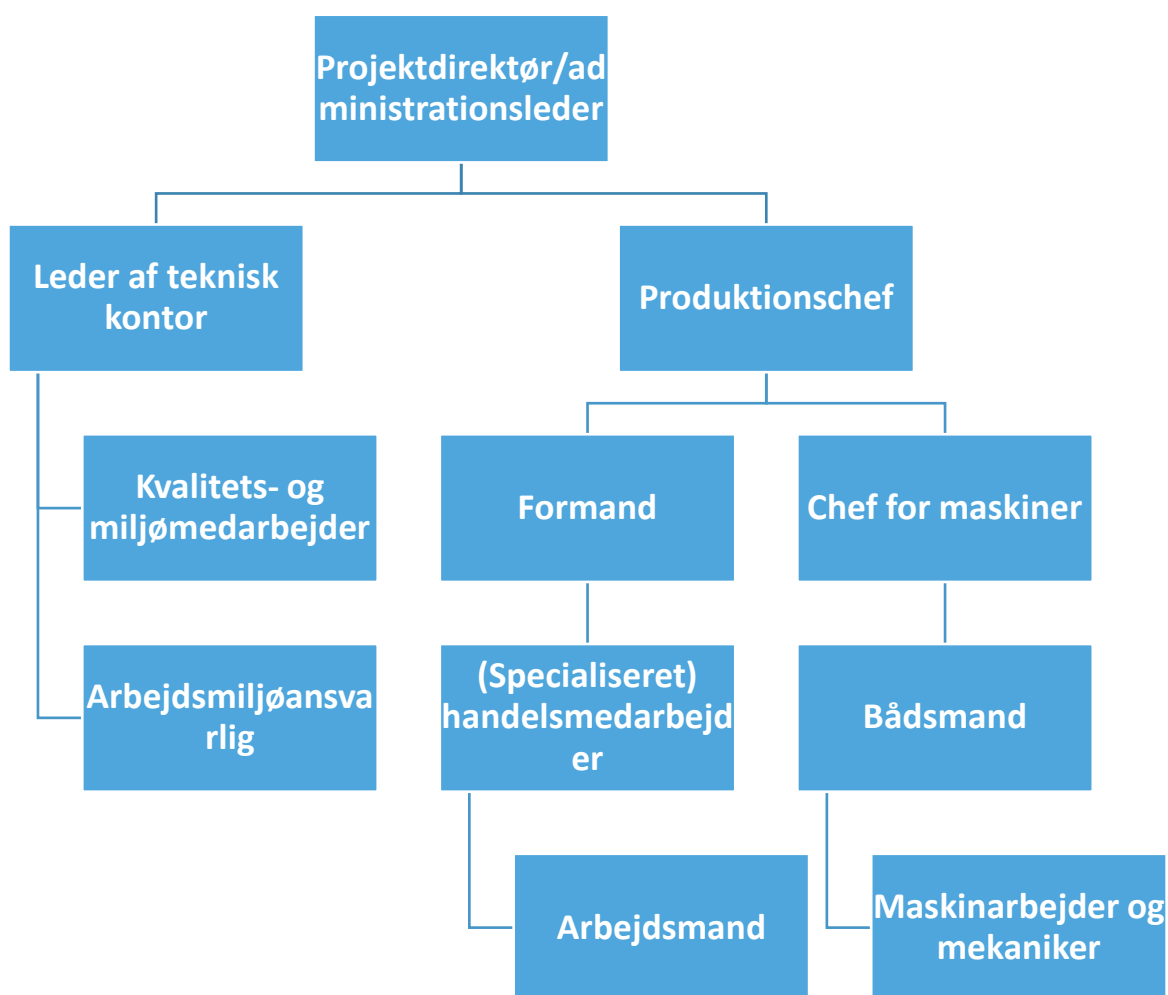 Projektdirektør/ad
ministrationsleder
Leder af teknisk
kontor
Produktionschef
Kvalitets- og
miljømedarbejder
Formand
Chef for maskiner
Arbejdsmiljøansva
rlig
(Specialiseret)
handelsmedarbejd
er
Bådsmand
Arbejdsmand
Maskinarbejder og
mekaniker